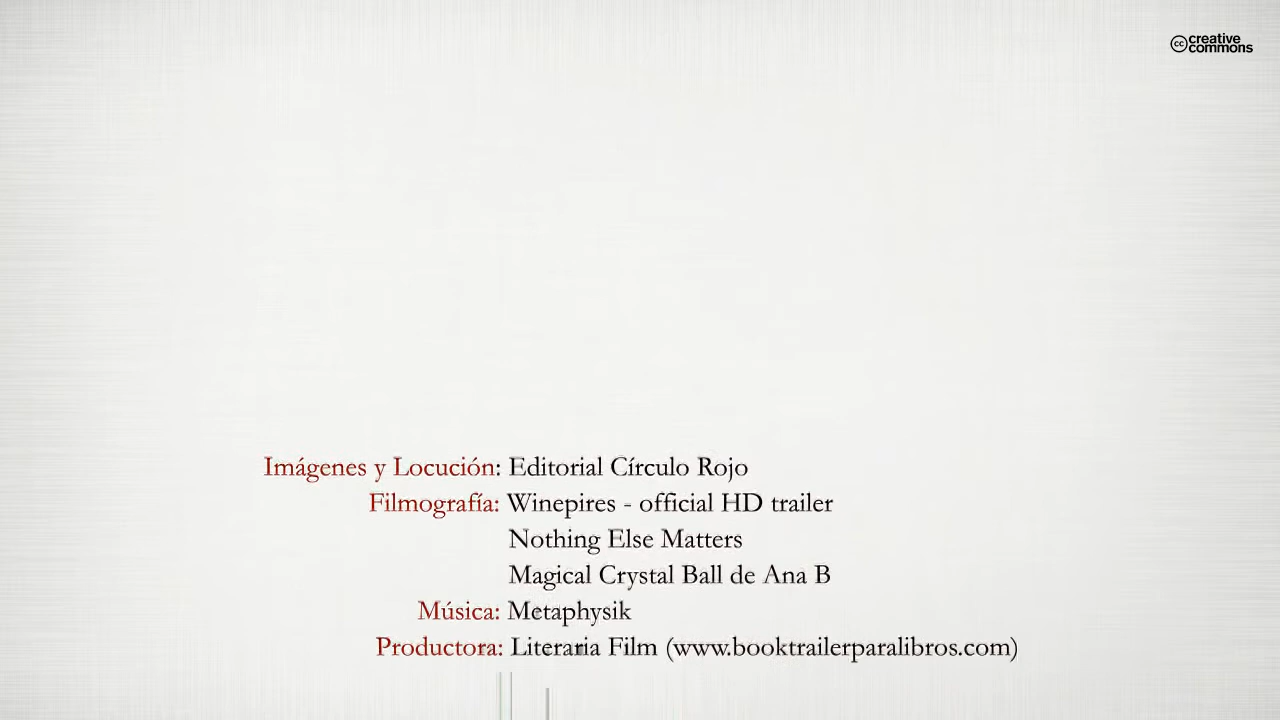 creative
commons
Imágenes y Locución: Editorial Círculo Rojo
Filmografía: Winepires - official HD trailer
Nothing Else Matters
Magical Crystal Ball de Ana B
Música: Metaphysik
Productora: Literaria Film (www.booktrailerparalibros.com)